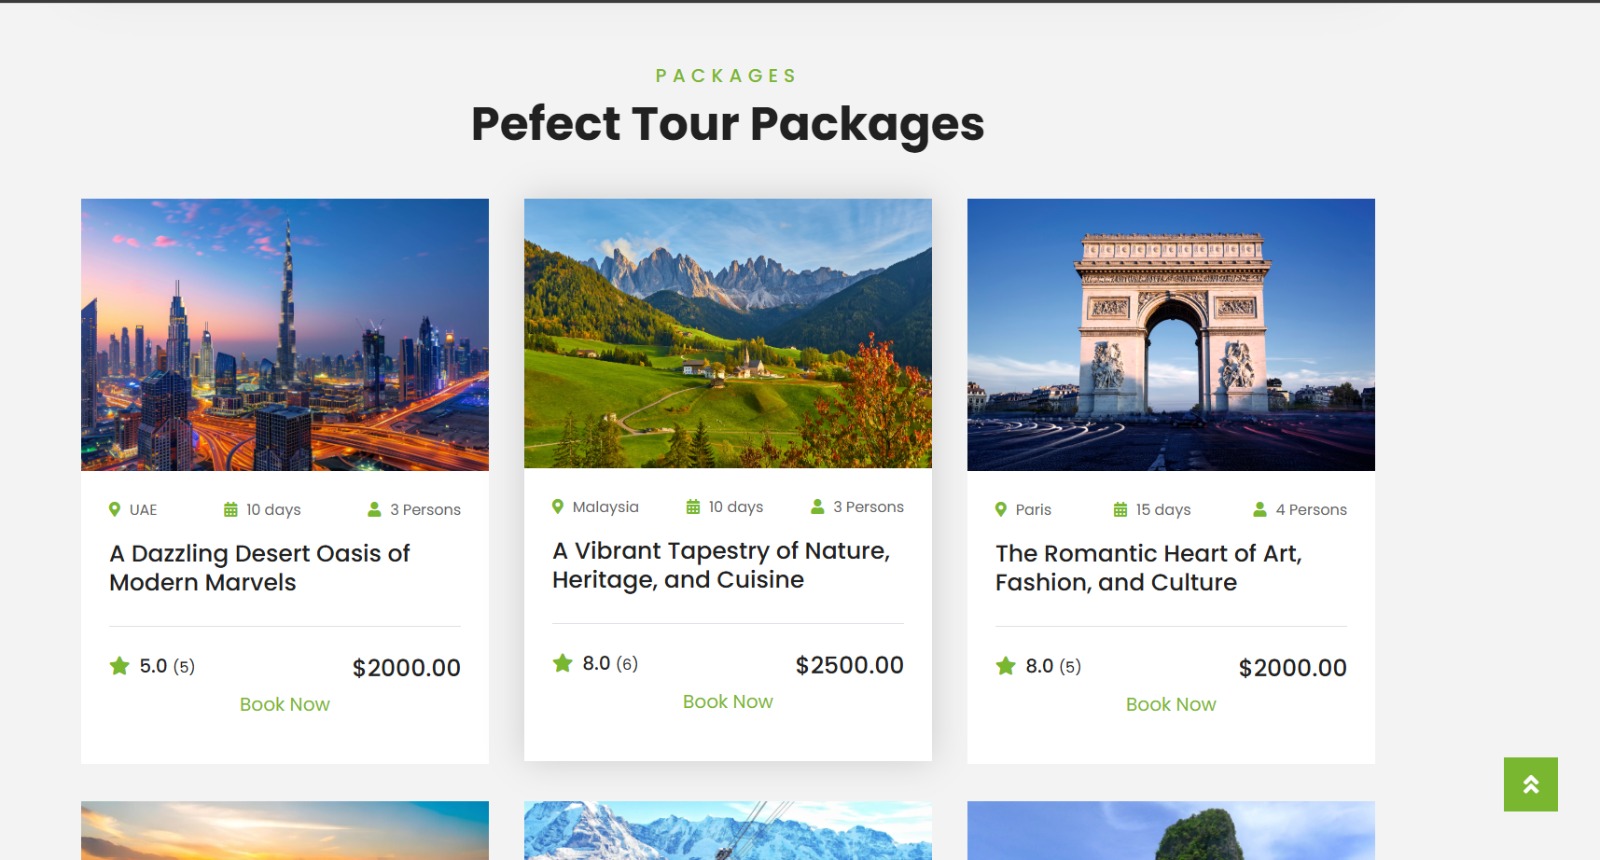 PACKAGES
Pefect Tour Packages
UAE 10 days 3 Persons
A Dazzling Desert Oasis of
Modern Marvels
5.0 (5) $2000.00
Book Now
Malaysia 10 days 3 Persons
A Vibrant Tapestry of Nature,
Heritage, and Cuisine
8.0 (6) $2500.00
Book Now
Paris 15 days 4 Persons
The Romantic Heart of Art,
Fashion, and Culture
8.0 (5) $2000.00
Book Now